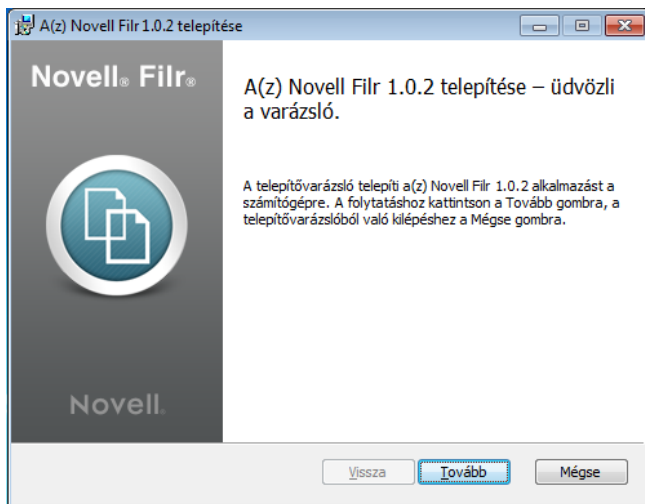 A(z) Novell Filr 1.0.2 telepítése
Novell® Filr®
A(z) Novell Filr 1.0.2 telepítése – üdvözli
a varázsló.
A telepítővarázsló telepíti a(z) Novell Filr 1.0.2 alkalmazást a
számítógépre. A folytatáshoz kattintson a Tovább gombra, a
telepítővarázslóból való kilépéshez a Mégse gombra.
Novell®
Vissza
Tovább
Mégse